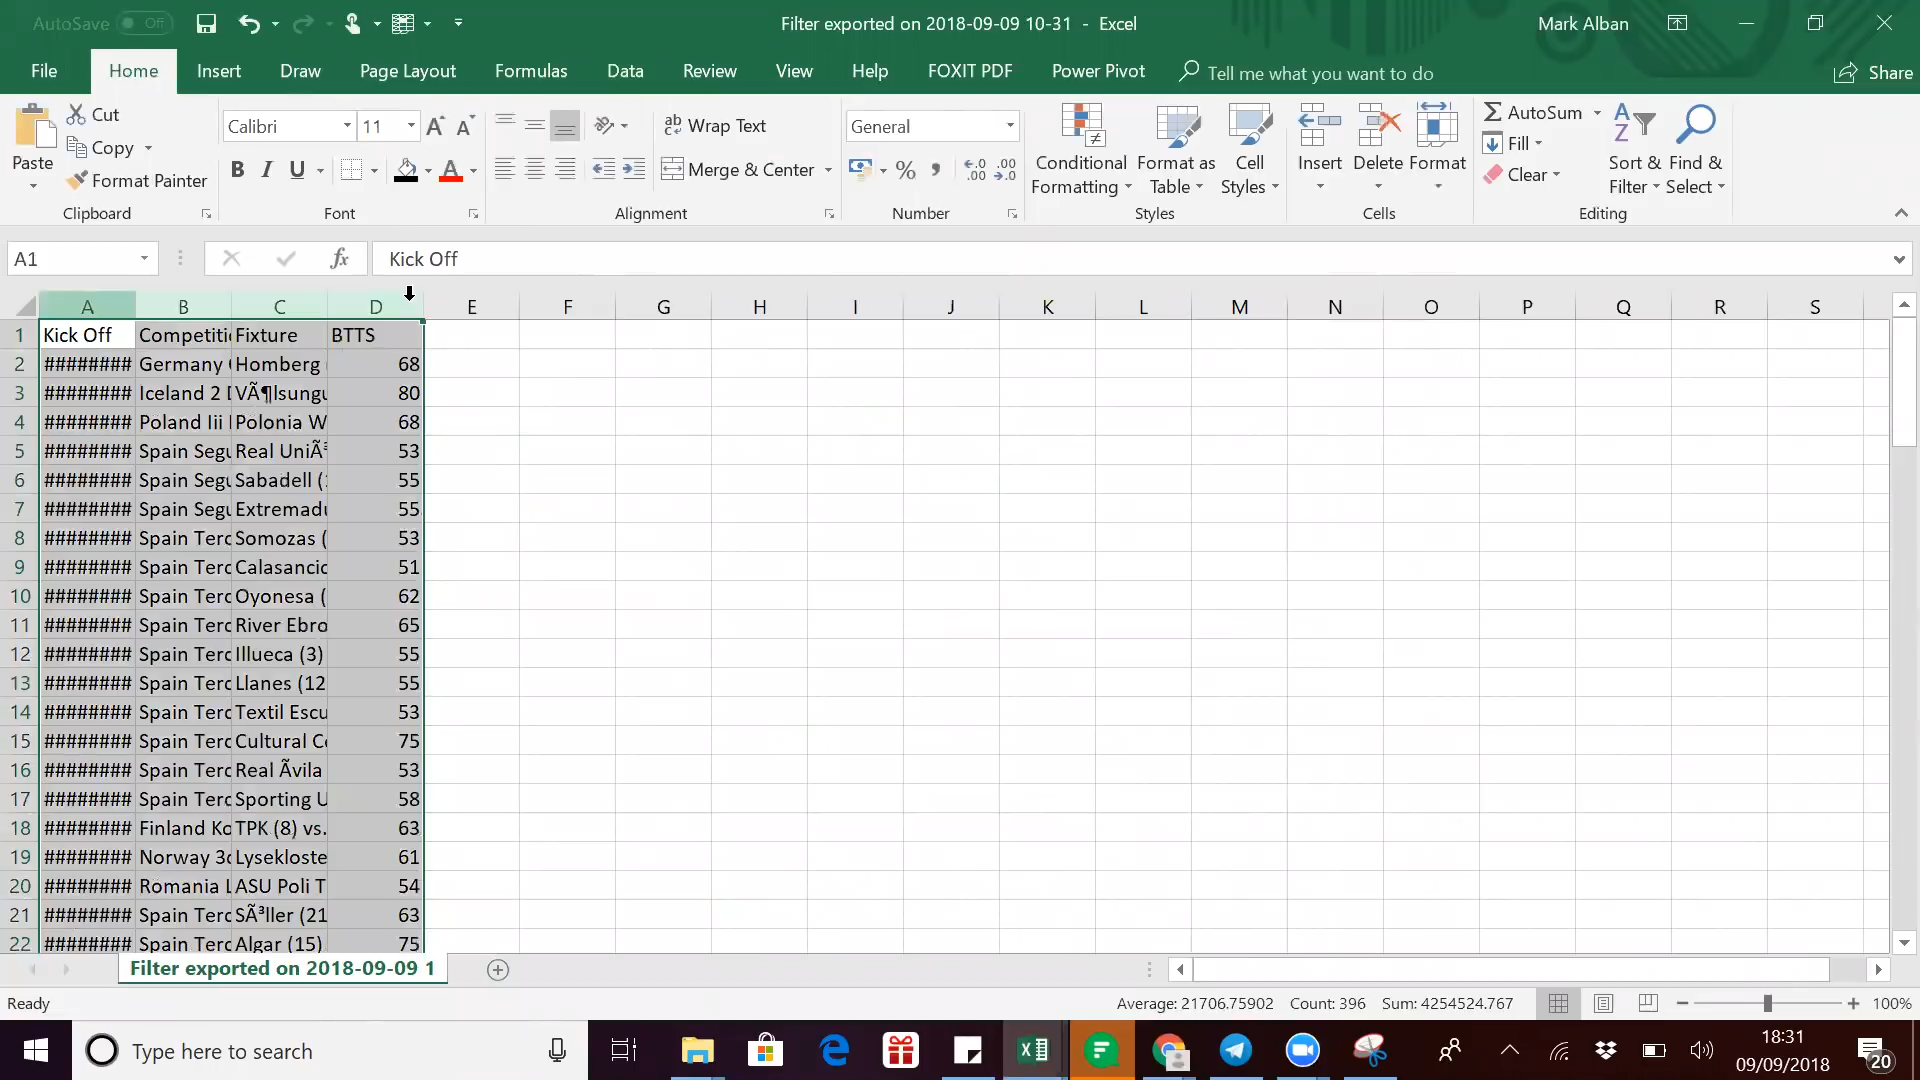 AutoSave Off Filter exported on 2018-09-09 10-31 - Excel Mark Alban
File Home Insert Draw Page Layout Formulas Data Review View Help FOXIT PDF Power Pivot Tell me what you want to do Share
Paste Cut Copy Format Painter Clipboard
Calibri 11 B I U A Font
ab Wrap Text Merge & Center Alignment
General % , Number
Conditional Formatting Format as Table Cell Styles Styles
Insert Delete Format Cells
AutoSum Fill Clear Sort & Filter Find & Select Editing
A1 fx Kick Off
A B C D E F G H I J K L M N O P Q R S
1 Kick Off Competiti Fixture BTTS
2 ######## Germany Homberg 68
3 ######## Iceland 2 D VÃ¶lsungu 80
4 ######## Poland Iii Polonia W 68
5 ######## Spain Segu Real UniÃ³ 53
6 ######## Spain Segu Sabadell ( 55
7 ######## Spain Segu Extremadu 55
8 ######## Spain Terc Somozas ( 53
9 ######## Spain Terc Calasancio 51
10 ######## Spain Terc Oyonesa ( 62
11 ######## Spain Terc River Ebro 65
12 ######## Spain Terc Illueca (3) 55
13 ######## Spain Terc Llanes (12 55
14 ######## Spain Terc Textil Escu 53
15 ######## Spain Terc Cultural Ce 75
16 ######## Spain Terc Real Ãvila 53
17 ######## Spain Terc Sporting U 58
18 ######## Finland Ko TPK (8) vs. 63
19 ######## Norway 3d Lysekloste 61
20 ######## Romania L ASU Poli T 54
21 ######## Spain Terc SÃ³ller (21 63
22 ######## Spain Terc Algar (15) 75
Filter exported on 2018-09-09 1
Ready Average: 21706.75902 Count: 396 Sum: 4254524.767 100%
Type here to search 18:31
09/09/2018 20